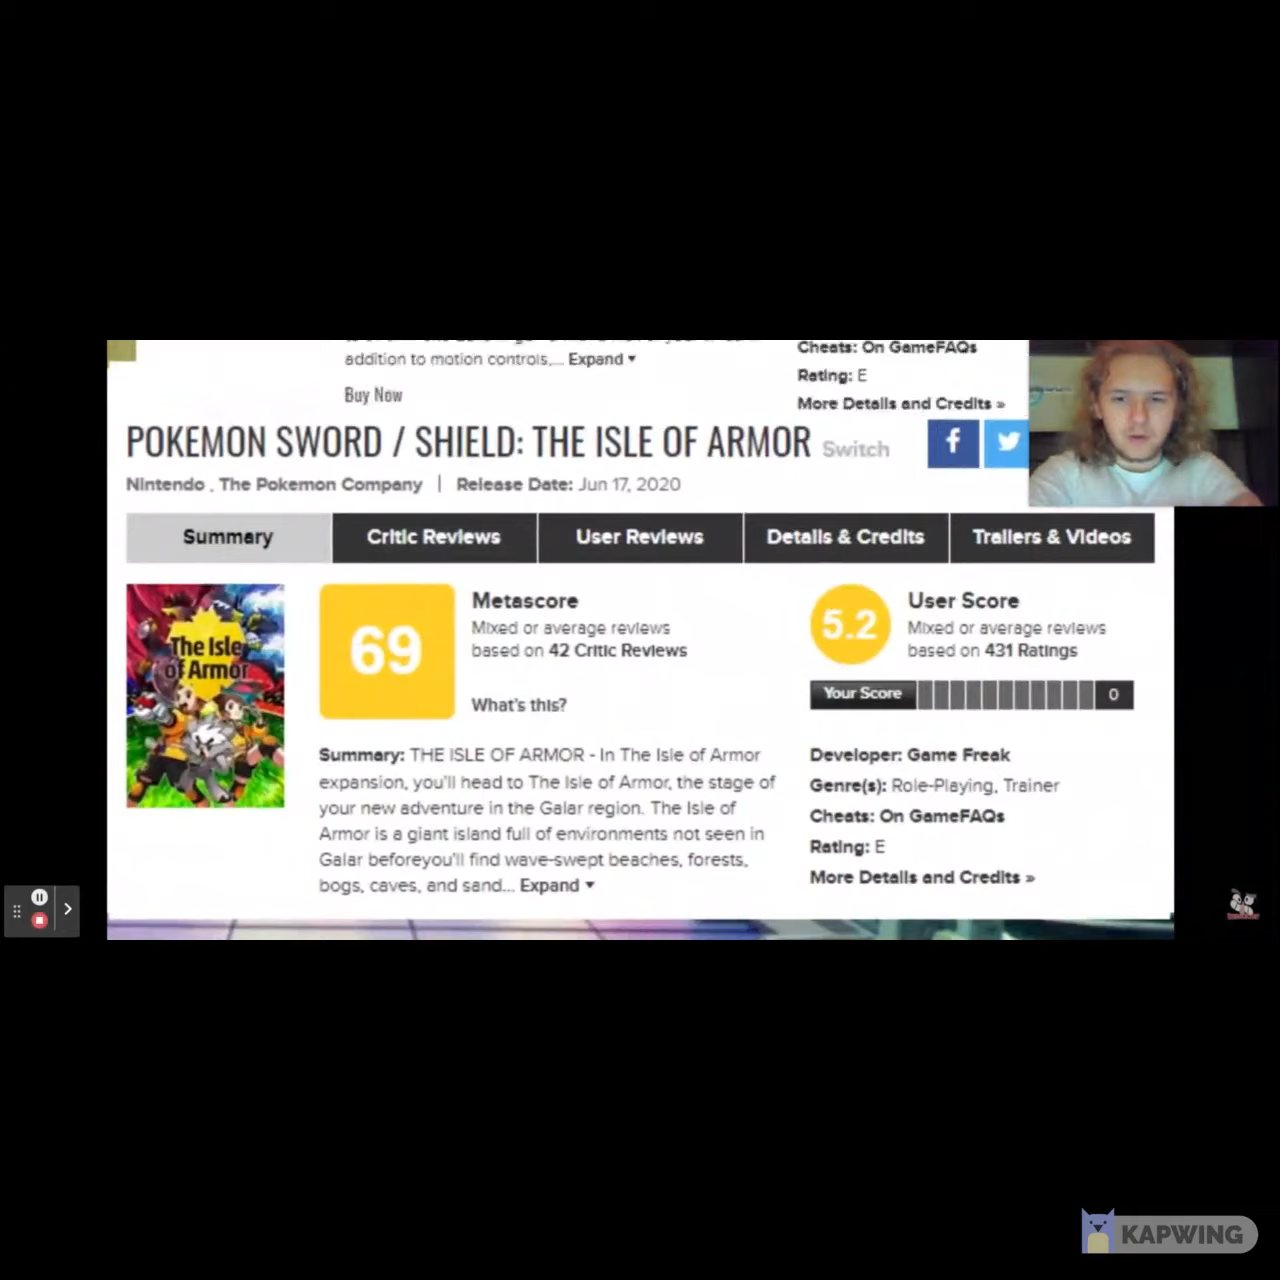 addition to motion controls,... Expand ▾
Buy Now
Cheats: On GameFAQs
Rating: E
More Details and Credits »
POKEMON SWORD / SHIELD: THE ISLE OF ARMOR Switch
Nintendo , The Pokemon Company | Release Date: Jun 17, 2020
Summary
Critic Reviews
User Reviews
Details & Credits
Trailers & Videos
The Isle
of Armor
69
Metascore
Mixed or average reviews
based on 42 Critic Reviews
What's this?
Summary: THE ISLE OF ARMOR - In The Isle of Armor
expansion, you'll head to The Isle of Armor, the stage of
your new adventure in the Galar region. The Isle of
Armor is a giant island full of environments not seen in
Galar beforeyou'll find wave-swept beaches, forests,
bogs, caves, and sand... Expand ▾
5.2
User Score
Mixed or average reviews
based on 431 Ratings
Your Score 0
Developer: Game Freak
Genre(s): Role-Playing, Trainer
Cheats: On GameFAQs
Rating: E
More Details and Credits »
KAPWING